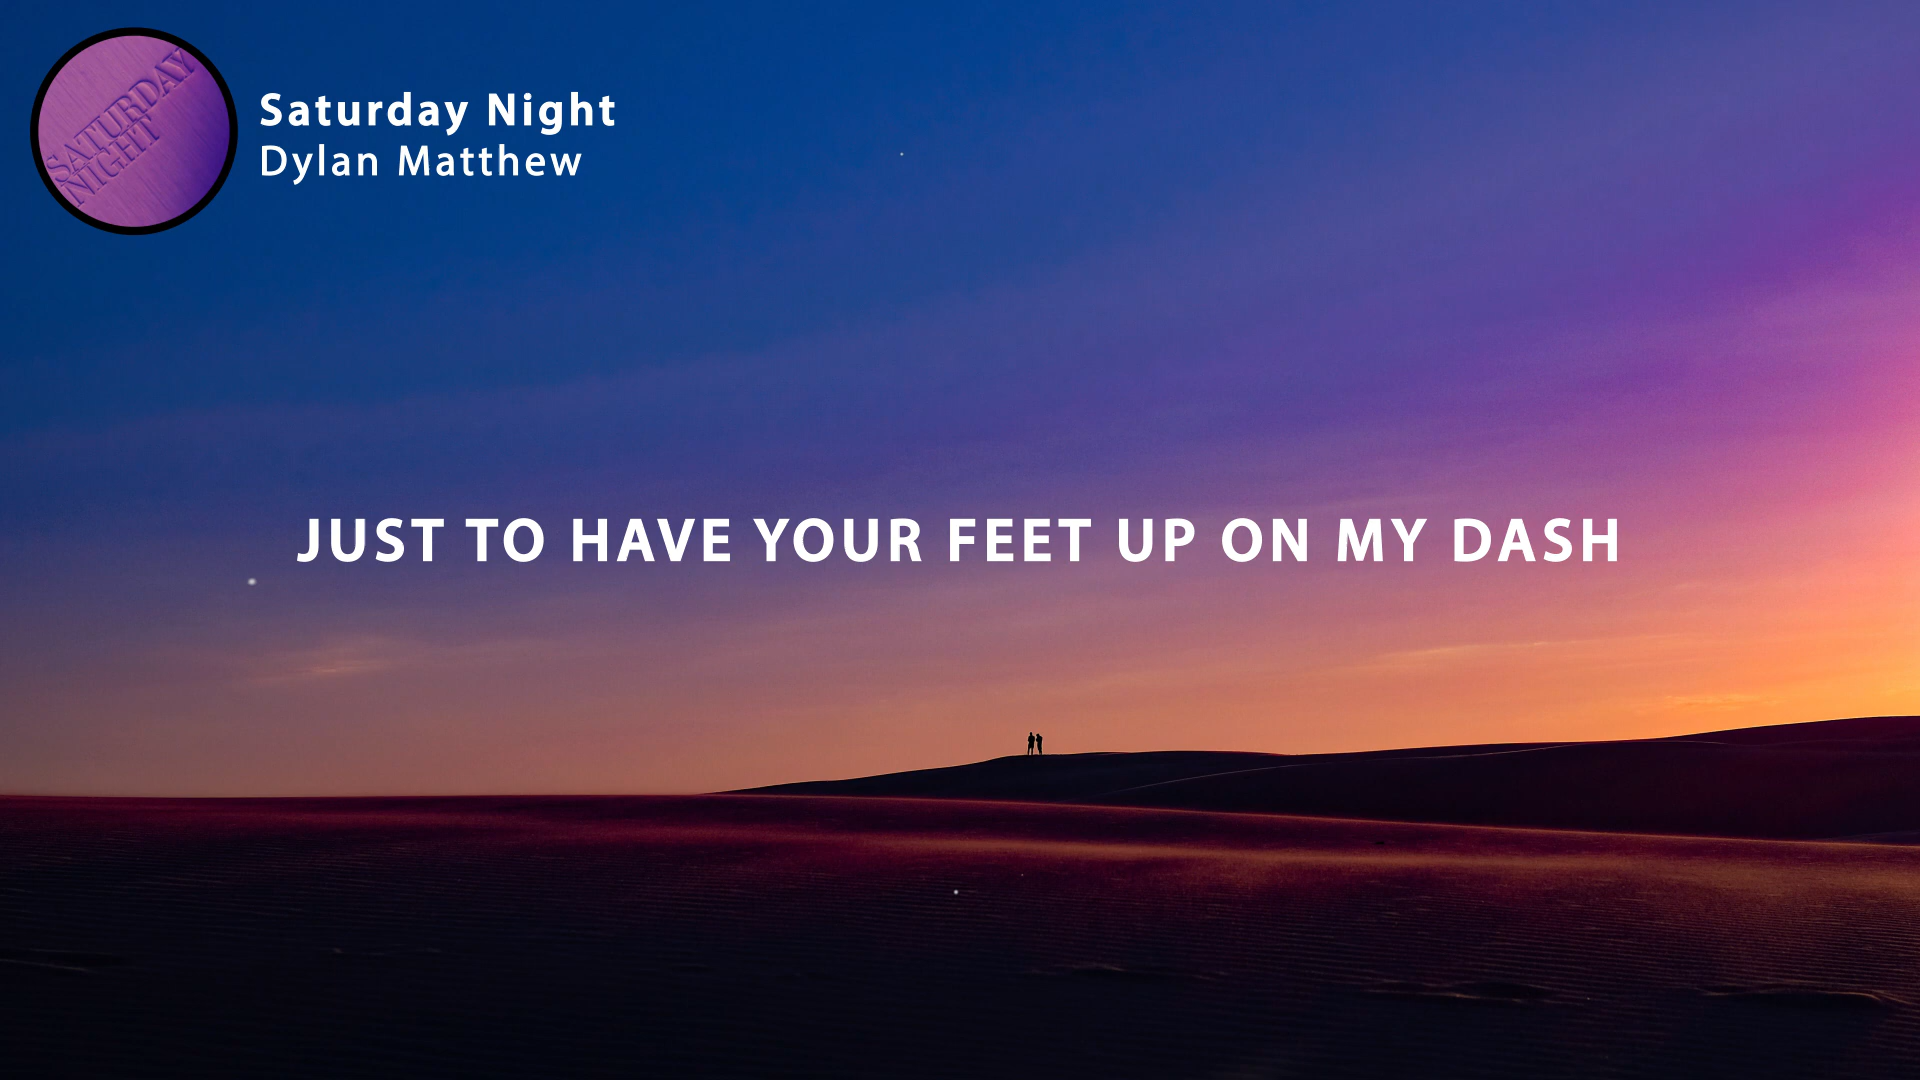 SATURDAY
NIGHT
Saturday Night
Dylan Matthew
JUST TO HAVE YOUR FEET UP ON MY DASH